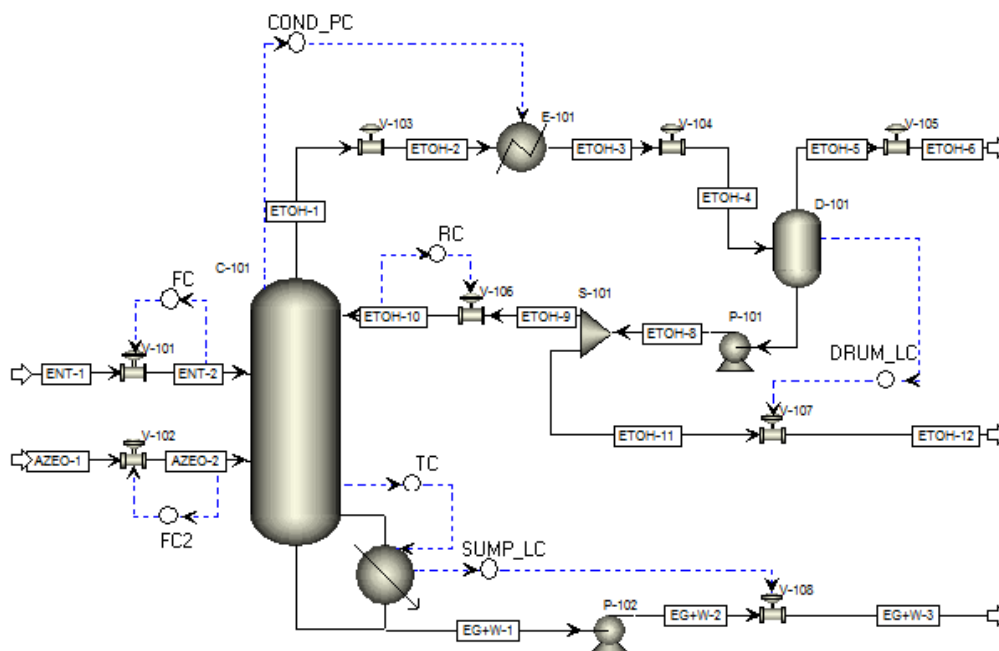 COND_PC
V-103
ETOH-2
E-101
ETOH-3
V-104
ETOH-5
V-105
ETOH-6
ETOH-1
ETOH-4
D-101
C-101
RC
FC
V-106
S-101
ETOH-10
ETOH-9
ETOH-8
P-101
V-101
ENT-1
ENT-2
DRUM_LC
V-107
V-102
AZEO-1
AZEO-2
ETOH-11
ETOH-12
TC
FC2
SUMP_LC
V-108
P-102
EG+W-1
EG+W-2
EG+W-3